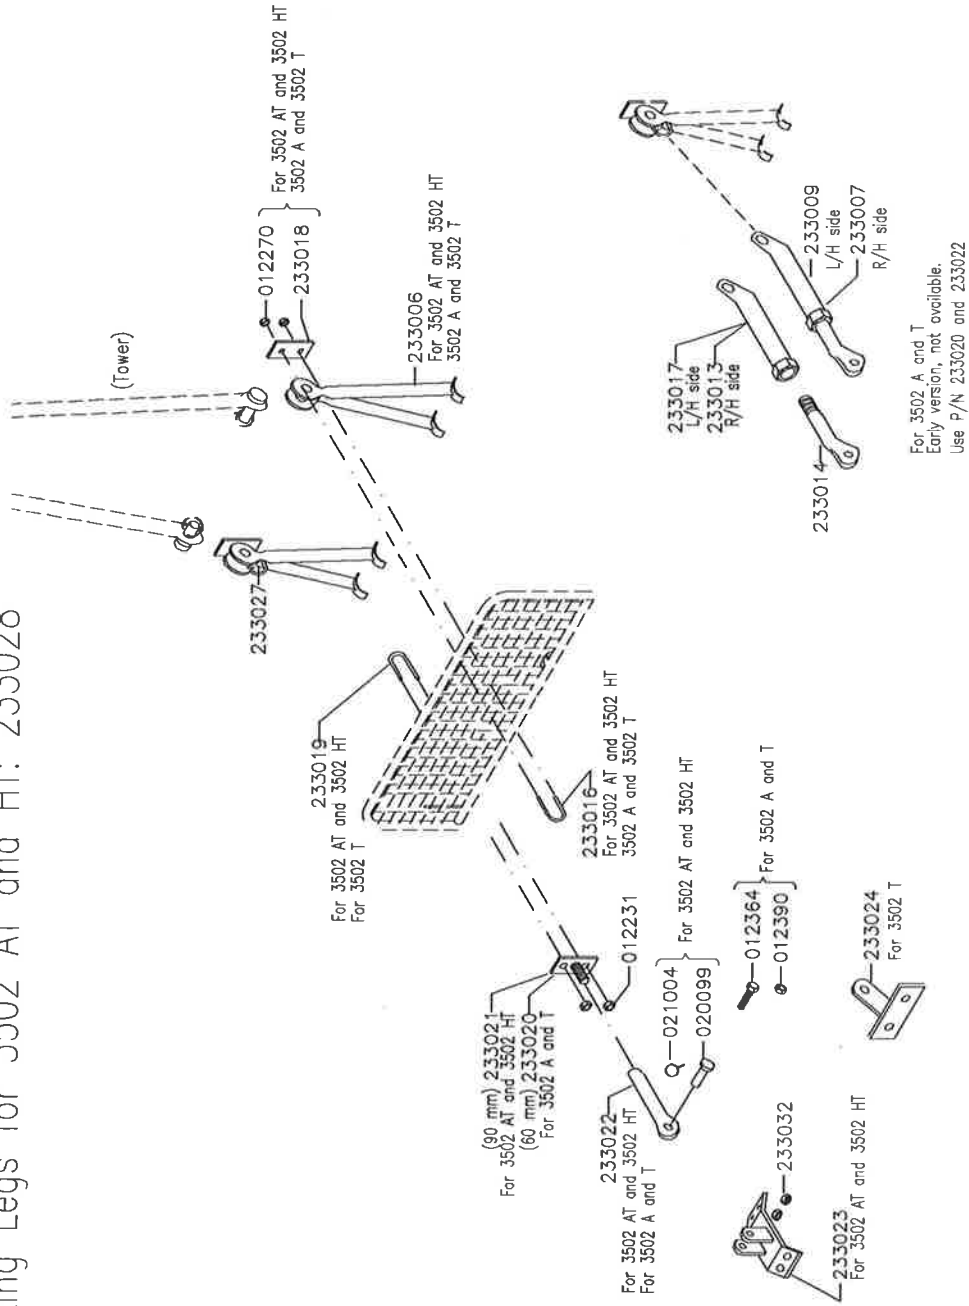 Legs for 3502 AT and HT: 233028
(Tower)
012270
233018
For 3502 AT and 3502 HT
3502 A and 3502 T
233006
For 3502 AT and 3502 HT
3502 A and 3502 T
233027
233019
For 3502 AT and 3502 HT
For 3502 T
233016
For 3502 AT and 3502 HT
3502 A and 3502 T
(90 mm) 233021
For 3502 AT and 3502 HT
(60 mm) 233020
For 3502 A and T
012231
233022
For 3502 AT and 3502 HT
For 3502 A and T
021004
020099
For 3502 AT and 3502 HT
012364
012390
For 3502 A and T
233032
233023
For 3502 AT and 3502 HT
233024
For 3502 T
233017
L/H side
233013
R/H side
233014
233009
L/H side
233007
R/H side
For 3502 A and T
Early version, not available.
Use P/N 233020 and 233022